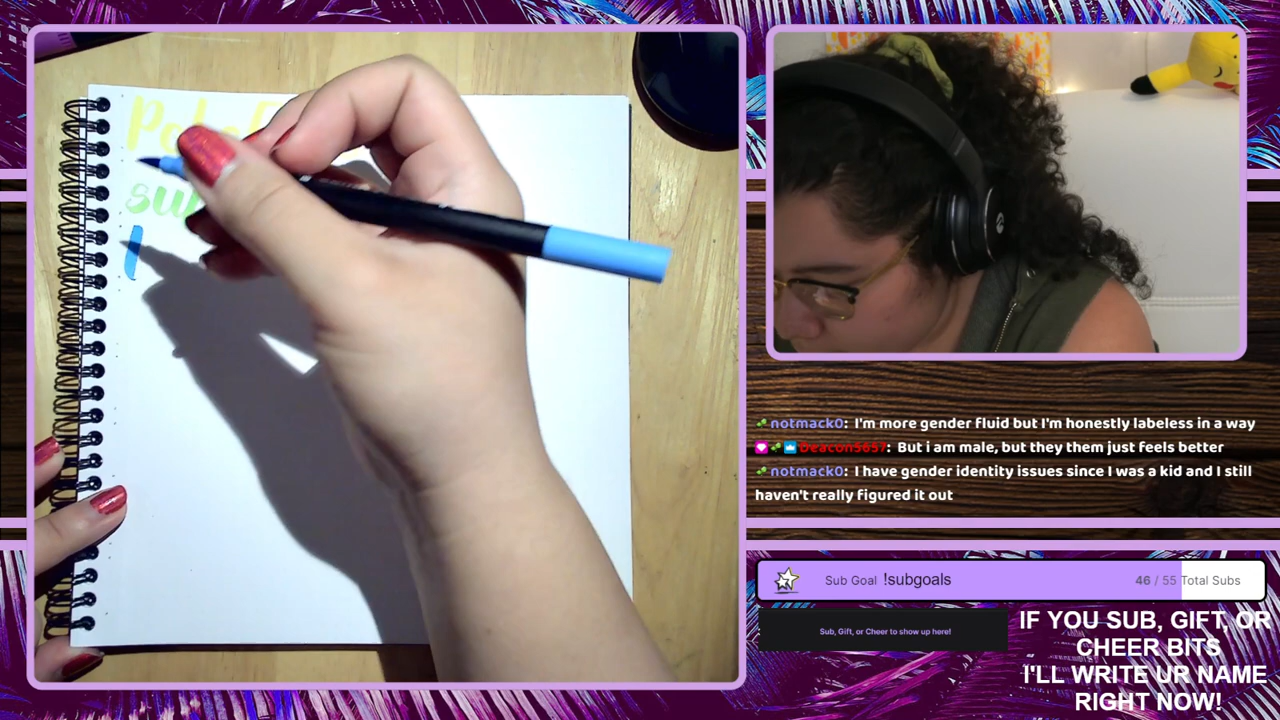 notmack0: I'm more gender fluid but I'm honestly labeless in a way
Deacon5657: But i am male, but they them just feels better
notmack0: I have gender identity issues since I was a kid and I still
haven't really figured it out
Sub Goal !subgoals 46 / 55 Total Subs
Sub, Gift, or Cheer to show up here!
IF YOU SUB, GIFT, OR
CHEER BITS
I'LL WRITE UR NAME
RIGHT NOW!